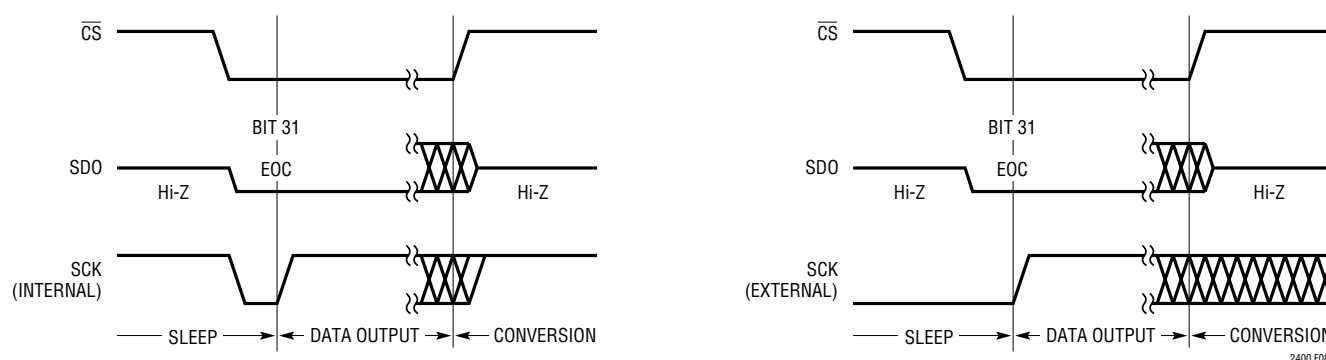 CS
BIT 31
SDO
EOC
Hi-Z
Hi-Z
SCK
(INTERNAL)
SLEEP
DATA OUTPUT
CONVERSION
CS
BIT 31
SDO
EOC
Hi-Z
Hi-Z
SCK
(EXTERNAL)
SLEEP
DATA OUTPUT
CONVERSION